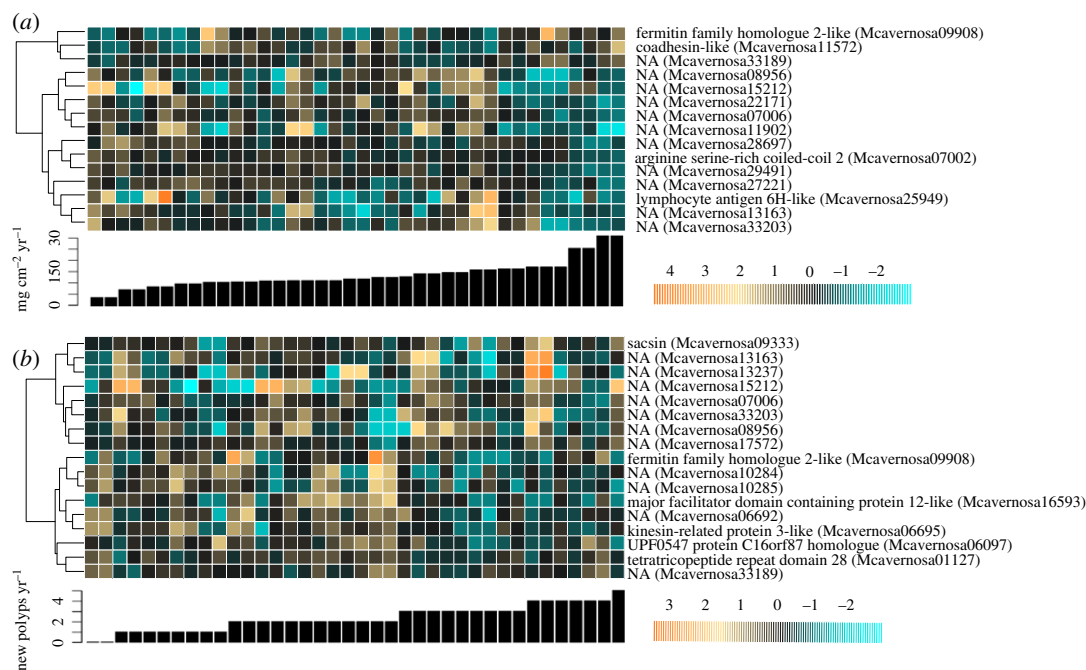 (a)
fermitin family homologue 2-like (Mcavernosa09908)
coadhesin-like (Mcavernosa11572)
NA (Mcavernosa33189)
NA (Mcavernosa08956)
NA (Mcavernosa15212)
NA (Mcavernosa22171)
NA (Mcavernosa07006)
NA (Mcavernosa11902)
NA (Mcavernosa28697)
arginine serine-rich coiled-coil 2 (Mcavernosa07002)
NA (Mcavernosa29491)
NA (Mcavernosa27221)
lymphocyte antigen 6H-like (Mcavernosa25949)
NA (Mcavernosa13163)
NA (Mcavernosa33203)
mg cm⁻² yr⁻¹
30
150
0
4 3 2 1 0 –1 –2
(b)
sacsin (Mcavernosa09333)
NA (Mcavernosa13163)
NA (Mcavernosa13237)
NA (Mcavernosa15212)
NA (Mcavernosa07006)
NA (Mcavernosa33203)
NA (Mcavernosa08956)
NA (Mcavernosa17572)
fermitin family homologue 2-like (Mcavernosa09908)
NA (Mcavernosa10284)
NA (Mcavernosa10285)
major facilitator domain containing protein 12-like (Mcavernosa16593)
NA (Mcavernosa06692)
kinesin-related protein 3-like (Mcavernosa06695)
UPF0547 protein C16orf87 homologue (Mcavernosa06097)
tetratricopeptide repeat domain 28 (Mcavernosa01127)
NA (Mcavernosa33189)
new polyps yr⁻¹
4
2
0
3 2 1 0 –1 –2